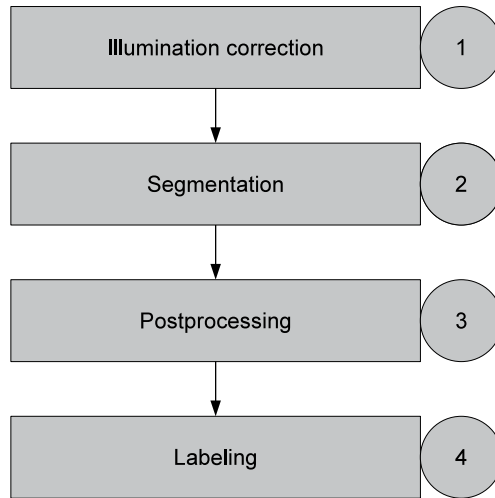 Illumination correction
1
Segmentation
2
Postprocessing
3
Labeling
4